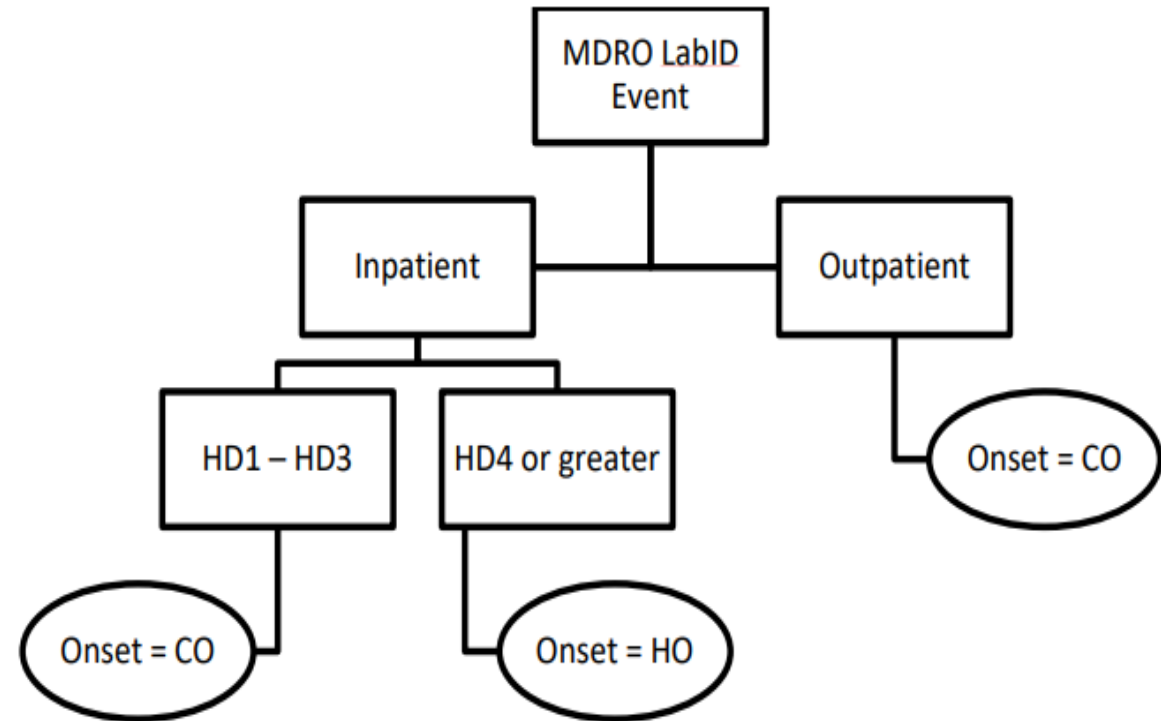 MDRO LabID
Event
Inpatient
Outpatient
HD1 – HD3
HD4 or greater
Onset = CO
Onset = CO
Onset = HO